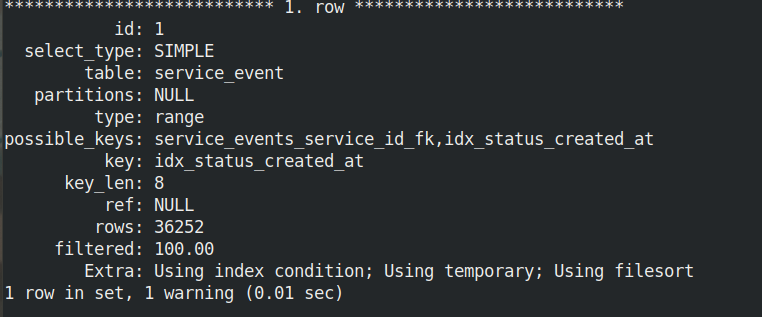 *************************** 1. row ***************************
id: 1
select_type: SIMPLE
table: service_event
partitions: NULL
type: range
possible_keys: service_events_service_id_fk,idx_status_created_at
key: idx_status_created_at
key_len: 8
ref: NULL
rows: 36252
filtered: 100.00
Extra: Using index condition; Using temporary; Using filesort
1 row in set, 1 warning (0.01 sec)